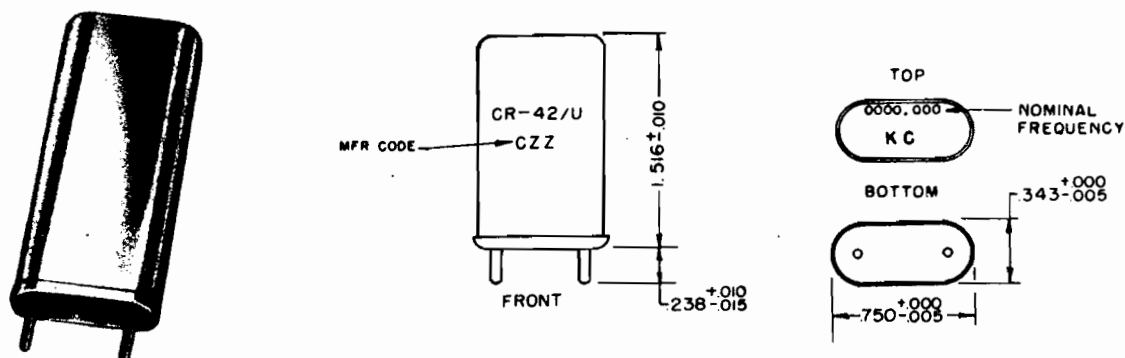 CR-42/U
MFR CODE
CZZ
1.516±.010
FRONT
.238 +.010 -.015
TOP
0000.000
NOMINAL
FREQUENCY
KC
BOTTOM
.343 +.000 -.005
.750 +.000 -.005